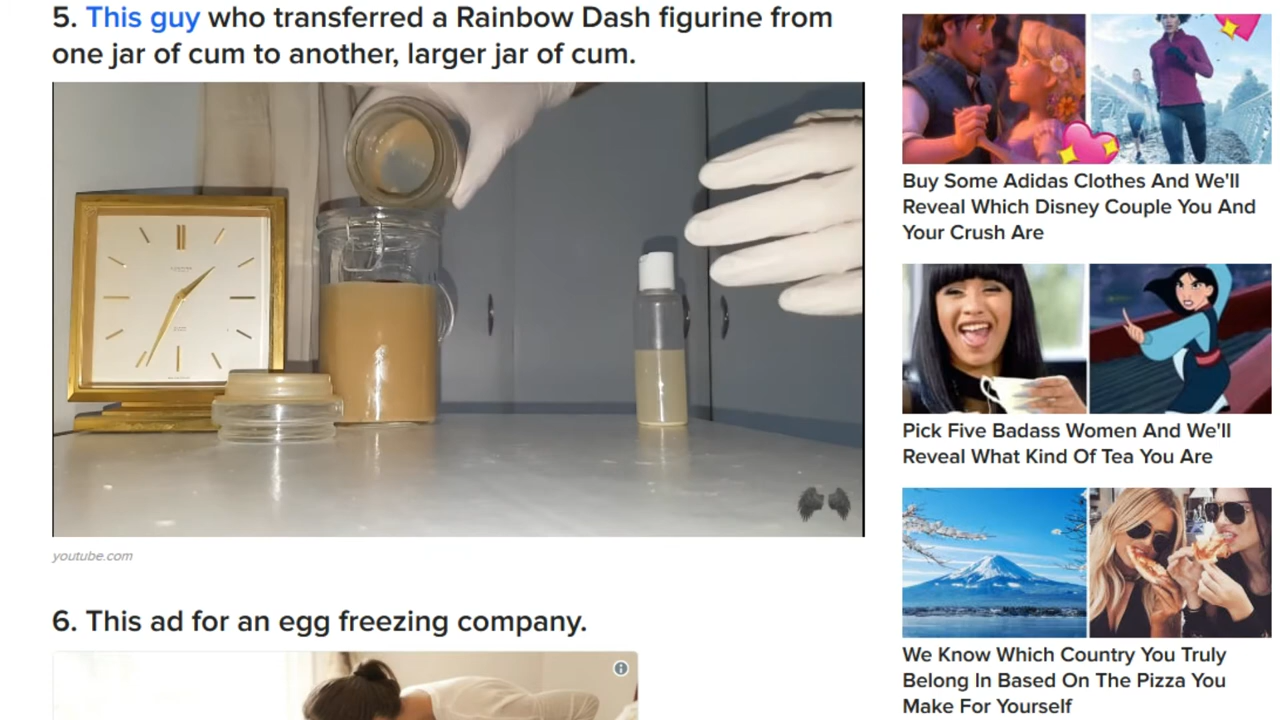 5. This guy who transferred a Rainbow Dash figurine from
one jar of cum to another, larger jar of cum.
youtube.com
6. This ad for an egg freezing company.
Buy Some Adidas Clothes And We'll
Reveal Which Disney Couple You And
Your Crush Are
Pick Five Badass Women And We'll
Reveal What Kind Of Tea You Are
We Know Which Country You Truly
Belong In Based On The Pizza You
Make For Yourself